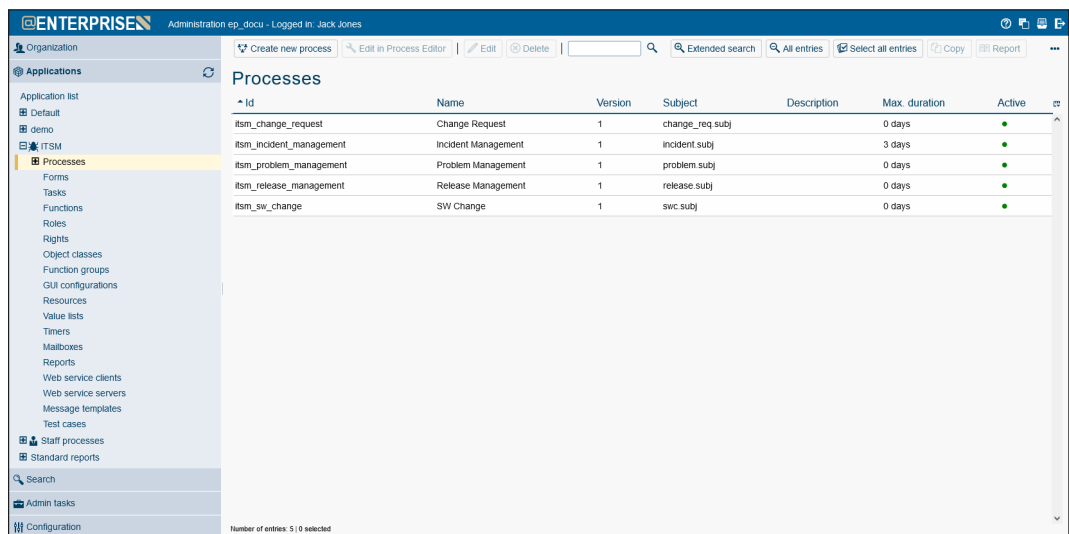 @ENTERPRISE Administration ep_docu - Logged in: Jack Jones
Organization
Applications
Application list
Default
demo
ITSM
Processes
Forms
Tasks
Functions
Roles
Rights
Object classes
Function groups
GUI configurations
Resources
Value lists
Timers
Mailboxes
Reports
Web service clients
Web service servers
Message templates
Test cases
Staff processes
Standard reports
Search
Admin tasks
Configuration
Create new process Edit in Process Editor | Edit Delete | Extended search All entries Select all entries Copy Report ...
Processes
Id Name Version Subject Description Max. duration Active
itsm_change_request Change Request 1 change_req.subj 0 days
itsm_incident_management Incident Management 1 incident.subj 3 days
itsm_problem_management Problem Management 1 problem.subj 0 days
itsm_release_management Release Management 1 release.subj 0 days
itsm_sw_change SW Change 1 swc.subj 0 days
Number of entries: 5 | 0 selected